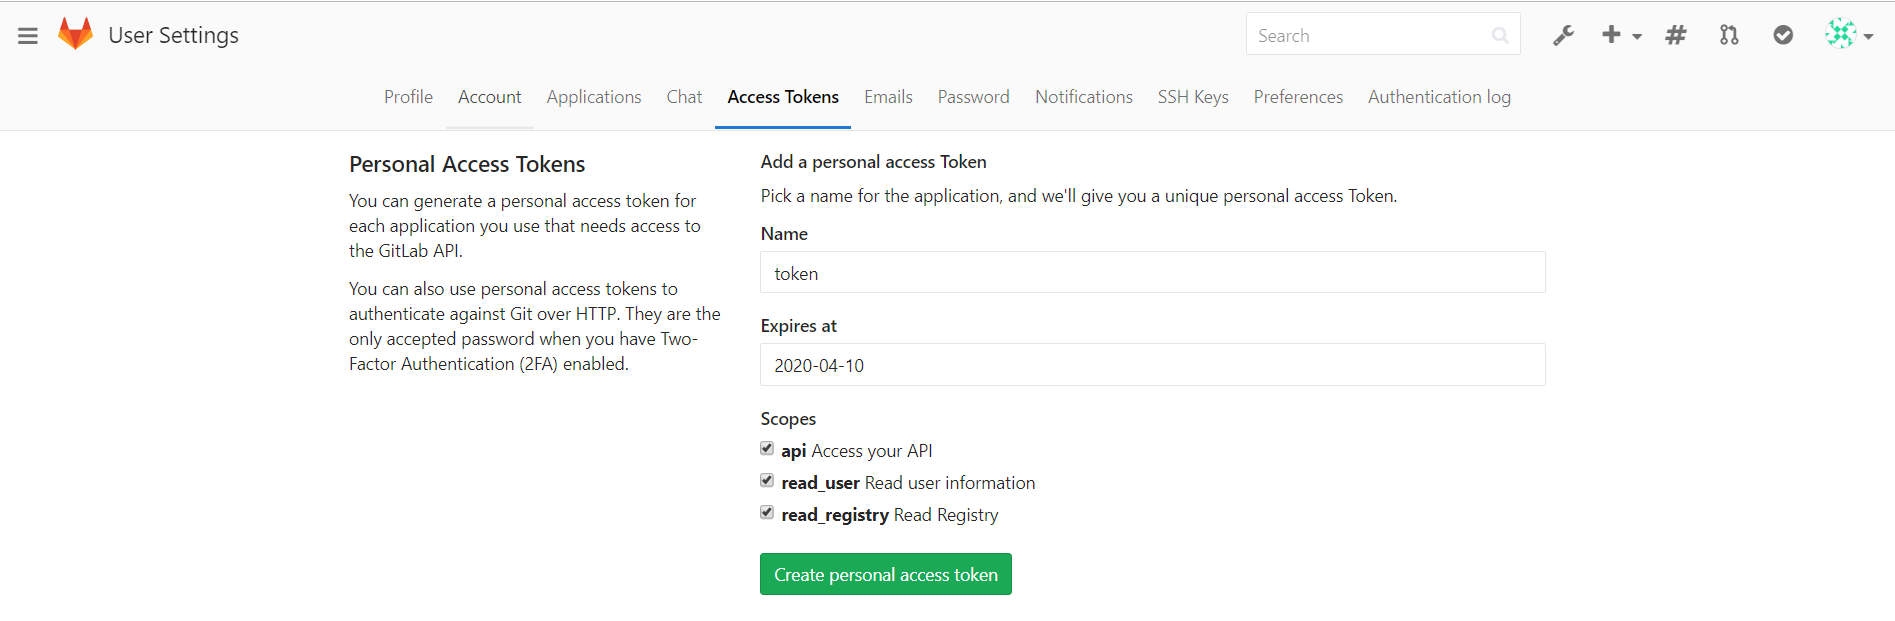 User Settings
Search
Profile Account Applications Chat Access Tokens Emails Password Notifications SSH Keys Preferences Authentication log
Personal Access Tokens
You can generate a personal access token for
each application you use that needs access to
the GitLab API.
You can also use personal access tokens to
authenticate against Git over HTTP. They are the
only accepted password when you have Two-
Factor Authentication (2FA) enabled.
Add a personal access Token
Pick a name for the application, and we'll give you a unique personal access Token.
Name
token
Expires at
2020-04-10
Scopes
api Access your API
read_user Read user information
read_registry Read Registry
Create personal access token